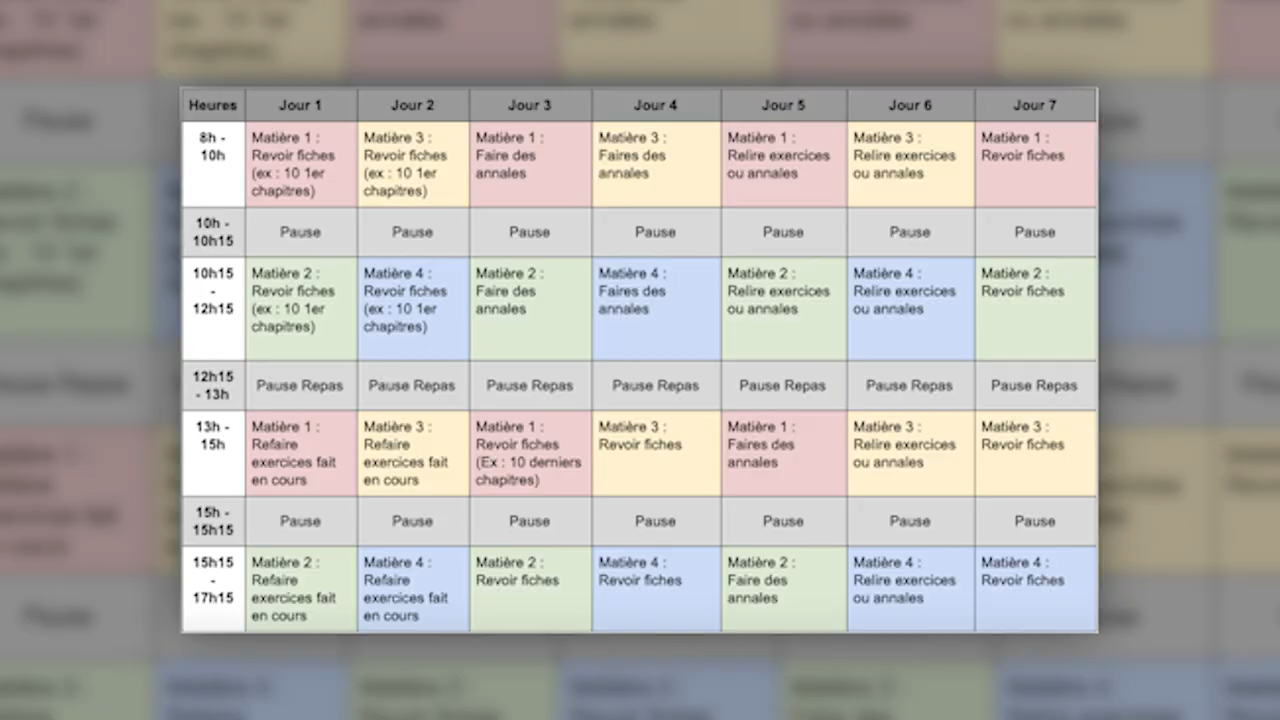 Heures Jour 1 Jour 2 Jour 3 Jour 4 Jour 5 Jour 6 Jour 7
8h -
10h
Matière 1 :
Revoir fiches
(ex : 10 1er
chapitres)
Matière 3 :
Revoir fiches
(ex : 10 1er
chapitres)
Matière 1 :
Faire des
annales
Matière 3 :
Faires des
annales
Matière 1 :
Relire exercices
ou annales
Matière 3 :
Relire exercices
ou annales
Matière 1 :
Revoir fiches
10h -
10h15
Pause Pause Pause Pause Pause Pause Pause
10h15
-
12h15
Matière 2 :
Revoir fiches
(ex : 10 1er
chapitres)
Matière 4 :
Revoir fiches
(ex : 10 1er
chapitres)
Matière 2 :
Faire des
annales
Matière 4 :
Faires des
annales
Matière 2 :
Relire exercices
ou annales
Matière 4 :
Relire exercices
ou annales
Matière 2 :
Revoir fiches
12h15
- 13h
Pause Repas Pause Repas Pause Repas Pause Repas Pause Repas Pause Repas Pause Repas
13h -
15h
Matière 1 :
Refaire
exercices fait
en cours
Matière 3 :
Refaire
exercices fait
en cours
Matière 1 :
Revoir fiches
(Ex : 10 derniers
chapitres)
Matière 3 :
Revoir fiches
Matière 1 :
Faires des
annales
Matière 3 :
Relire exercices
ou annales
Matière 3 :
Revoir fiches
15h -
15h15
Pause Pause Pause Pause Pause Pause Pause
15h15
-
17h15
Matière 2 :
Refaire
exercices fait
en cours
Matière 4 :
Refaire
exercices fait
en cours
Matière 2 :
Revoir fiches
Matière 4 :
Revoir fiches
Matière 2 :
Faire des
annales
Matière 4 :
Relire exercices
ou annales
Matière 4 :
Revoir fiches